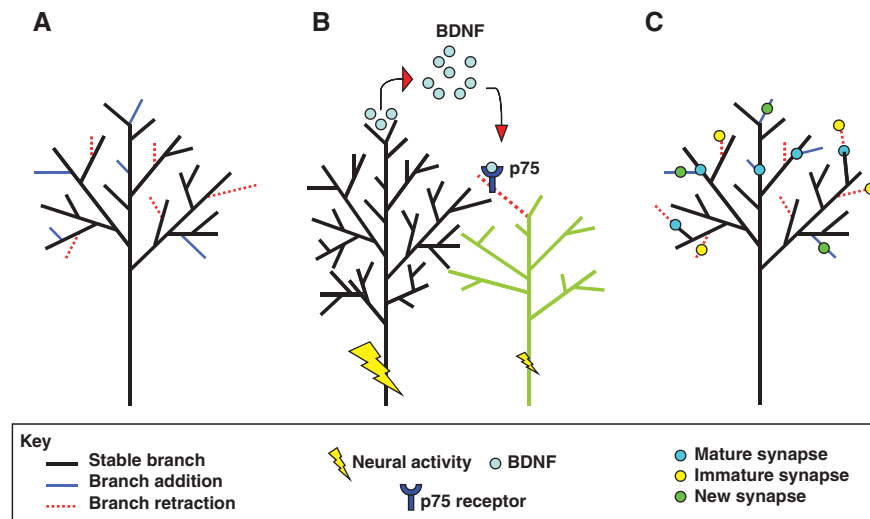 A
B
C
BDNF
p75
Key
Stable branch
Branch addition
Branch retraction
Neural activity
BDNF
p75 receptor
Mature synapse
Immature synapse
New synapse